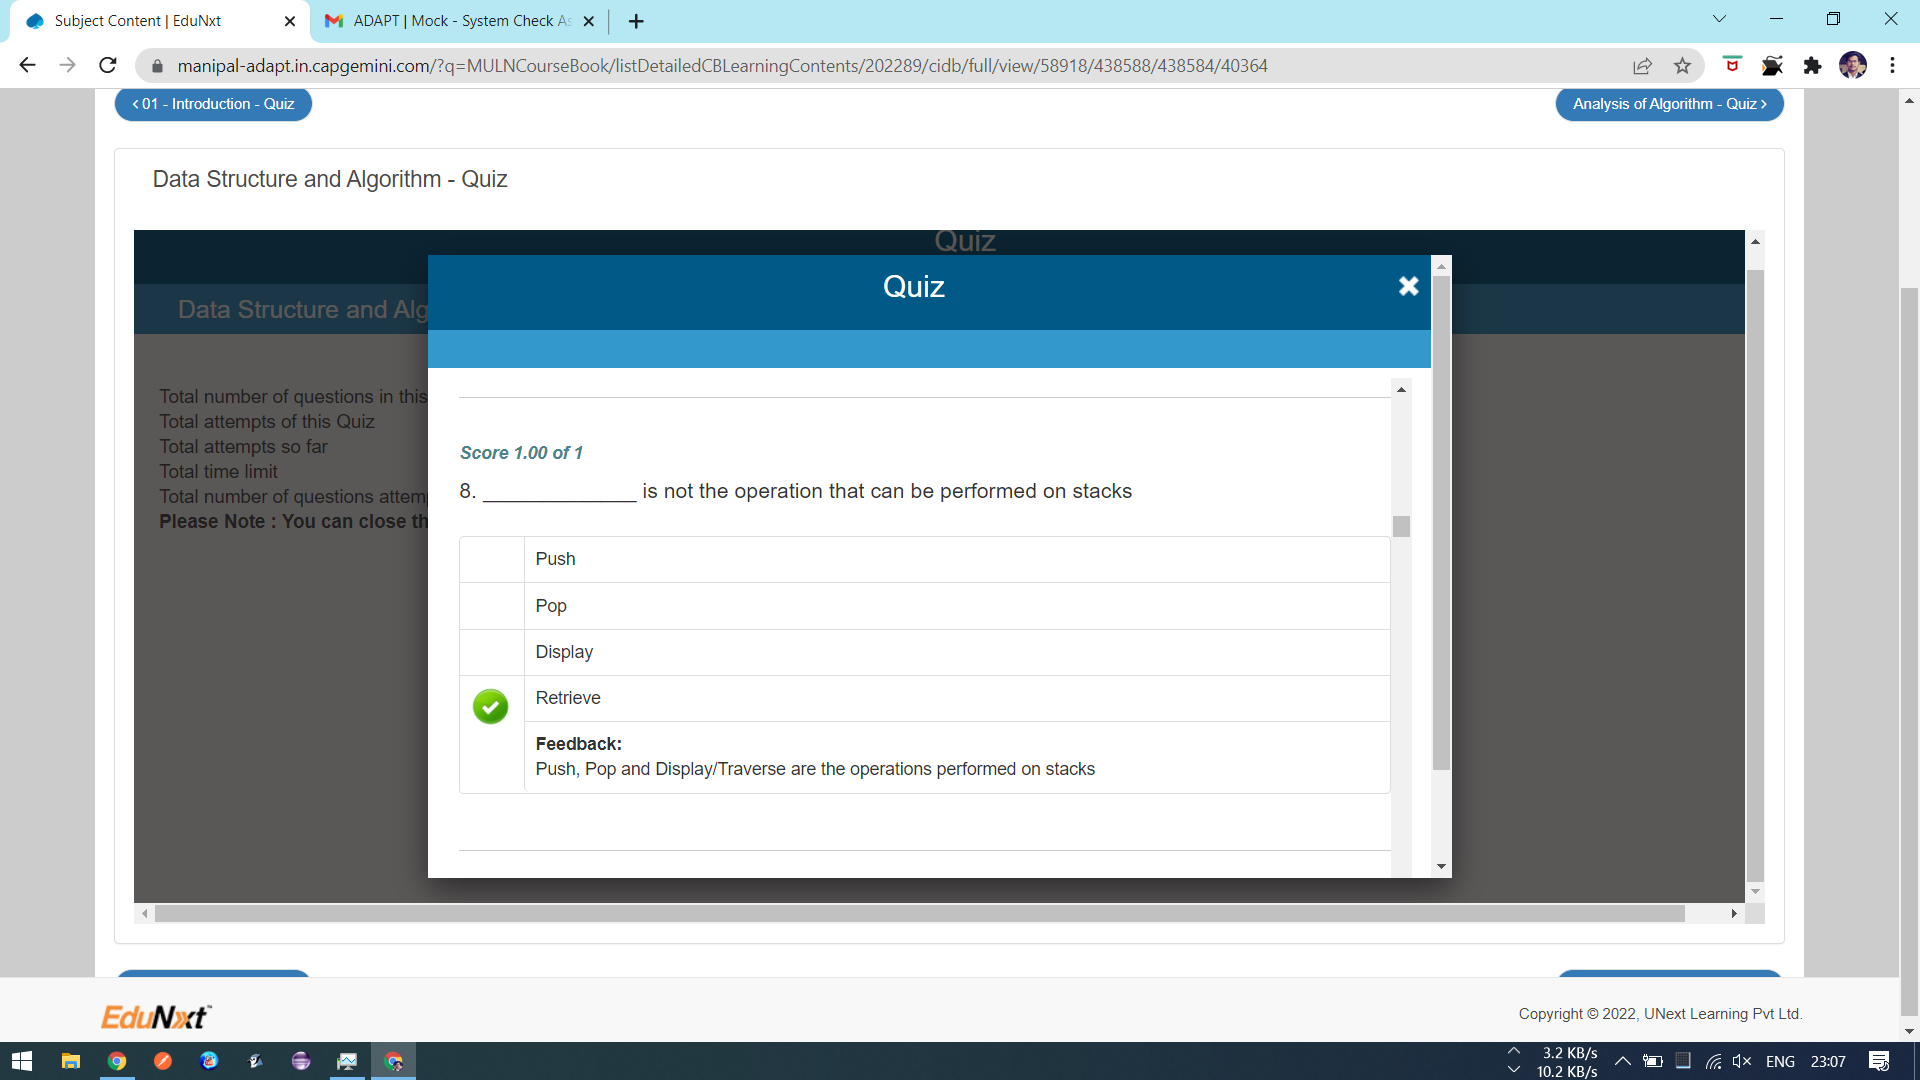 Subject Content | EduNxt
ADAPT | Mock - System Check As
manipal-adapt.in.capgemini.com/?q=MULNCourseBook/listDetailedCBLearningContents/202289/cidb/full/view/58918/438588/438584/40364
01 - Introduction - Quiz
Analysis of Algorithm - Quiz
Data Structure and Algorithm - Quiz
Quiz
Data Structure and Alg
Quiz
Total number of questions in this
Total attempts of this Quiz
Total attempts so far
Total time limit
Total number of questions attem
Please Note : You can close th
Score 1.00 of 1
8. ______________ is not the operation that can be performed on stacks
Push
Pop
Display
Retrieve
Feedback:
Push, Pop and Display/Traverse are the operations performed on stacks
EduNxt
Copyright © 2022, UNext Learning Pvt Ltd.
3.2 KB/s
10.2 KB/s
ENG
23:07